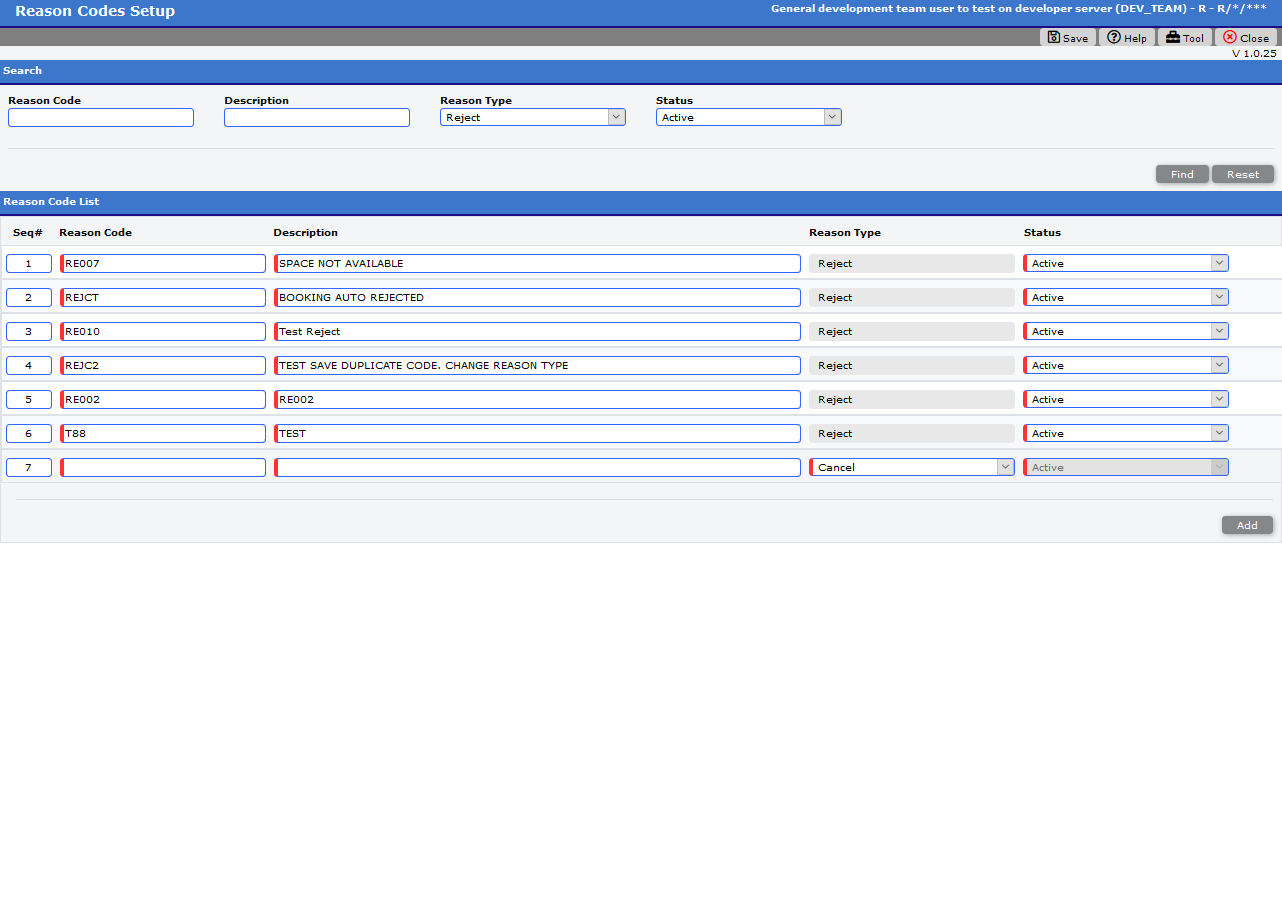 Reason Codes Setup
General development team user to test on developer server (DEV_TEAM) - R - R/*/***
Save Help Tool Close
V 1.0.25
Search
Reason Code Description Reason Type Status
Reject Active
Find Reset
Reason Code List
Seq# Reason Code Description Reason Type Status
1 RE007 SPACE NOT AVAILABLE Reject Active
2 REJCT BOOKING AUTO REJECTED Reject Active
3 RE010 Test Reject Reject Active
4 REJC2 TEST SAVE DUPLICATE CODE. CHANGE REASON TYPE Reject Active
5 RE002 RE002 Reject Active
6 T88 TEST Reject Active
7 Cancel Active
Add